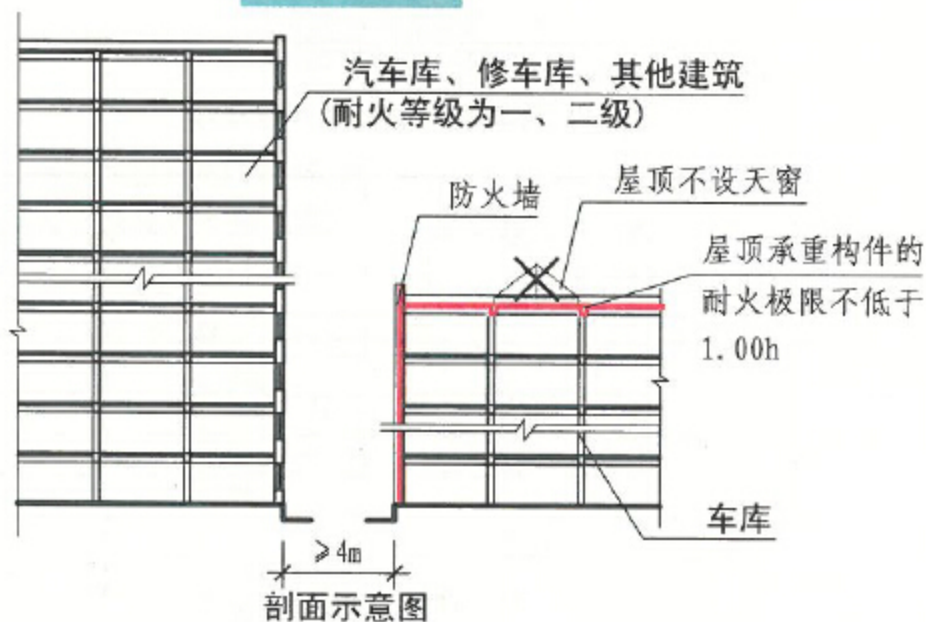 汽车库、修车库、其他建筑
(耐火等级为一、二级)
防火墙
屋顶不设天窗
屋顶承重构件的
耐火极限不低于
1.00h
车库
≥4m
剖面示意图